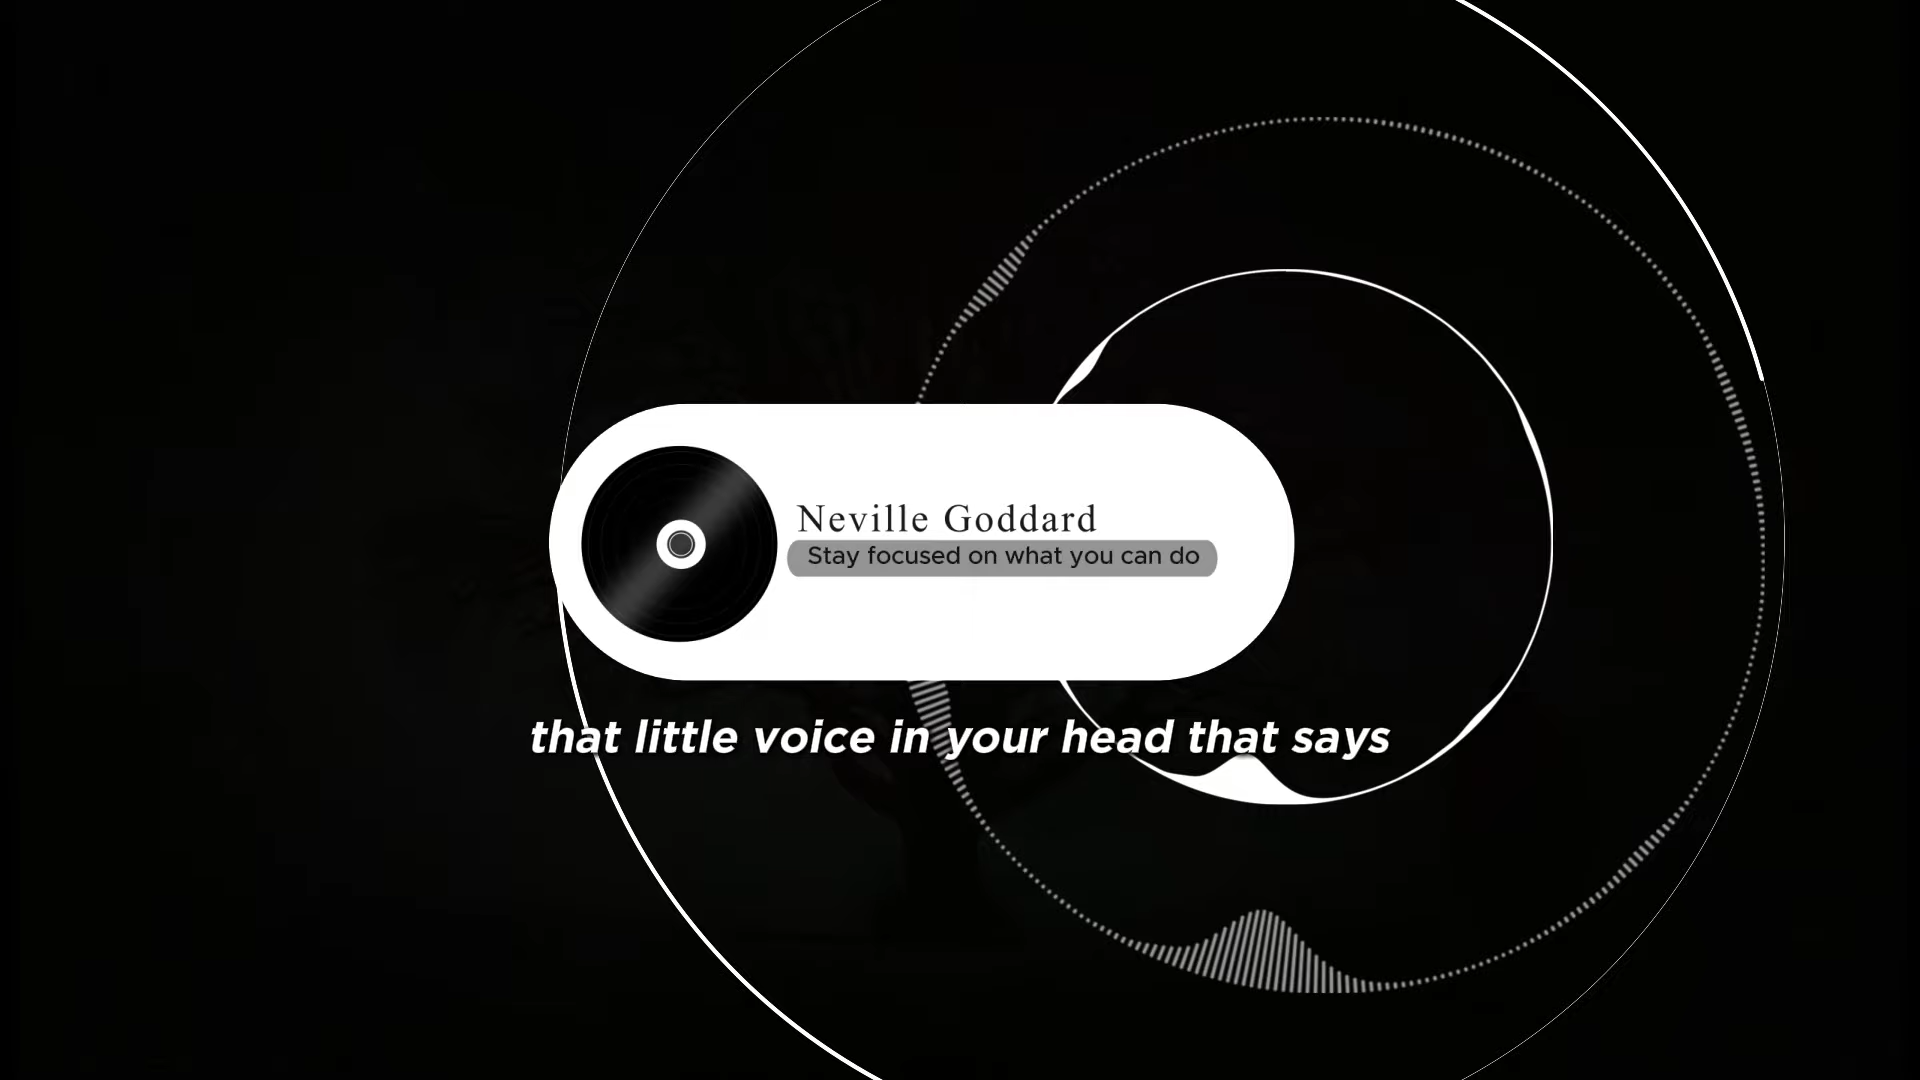 Neville Goddard
Stay focused on what you can do
that little voice in your head that says